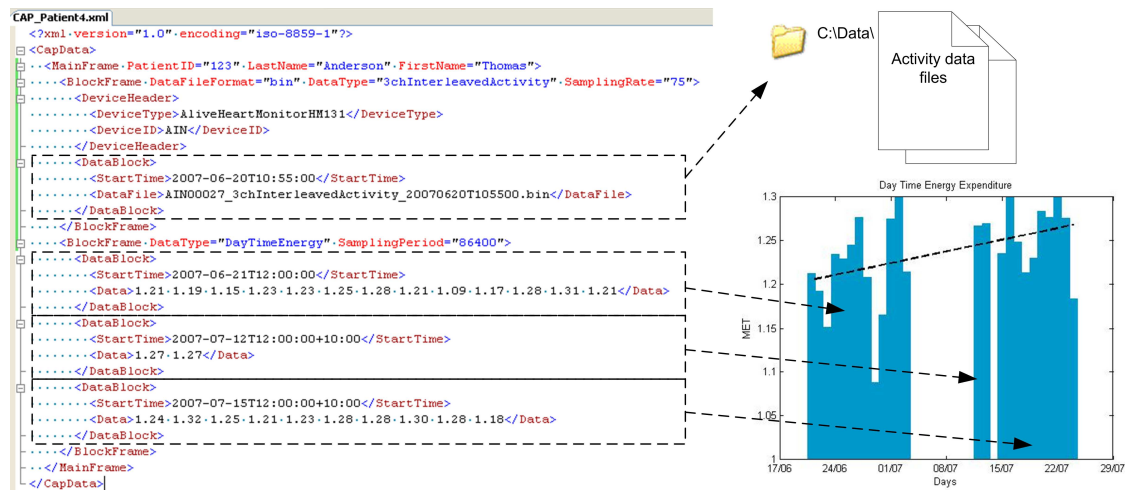 CAP_Patient4.xml
<?xml version="1.0" encoding="iso-8859-1"?>
<CapData>
<MainFrame PatientID="123" LastName="Anderson" FirstName="Thomas">
<BlockFrame DataFileFormat="bin" DataType="3chInterleavedActivity" SamplingRate="75">
<DeviceHeader>
<DeviceType>AliveHeartMonitorHM131</DeviceType>
<DeviceID>AIN</DeviceID>
</DeviceHeader>
<DataBlock>
<StartTime>2007-06-20T10:55:00</StartTime>
<DataFile>AIN00027_3chInterleavedActivity_20070620T105500.bin</DataFile>
</DataBlock>
</BlockFrame>
<BlockFrame DataType="DayTimeEnergy" SamplingPeriod="86400">
<DataBlock>
<StartTime>2007-06-21T12:00:00</StartTime>
<Data>1.21 1.19 1.15 1.23 1.23 1.25 1.28 1.21 1.09 1.17 1.28 1.31 1.21</Data>
</DataBlock>
<DataBlock>
<StartTime>2007-07-12T12:00:00+10:00</StartTime>
<Data>1.27 1.27</Data>
</DataBlock>
<DataBlock>
<StartTime>2007-07-15T12:00:00+10:00</StartTime>
<Data>1.24 1.32 1.25 1.21 1.23 1.28 1.28 1.30 1.28 1.18</Data>
</DataBlock>
</BlockFrame>
</MainFrame>
</CapData>
C:\Data\
Activity data
files
Day Time Energy Expenditure
1.3
1.25
1.2
1.15
1.1
1.05
1
MET
17/06 24/06 01/07 08/07 15/07 22/07 29/07
Days